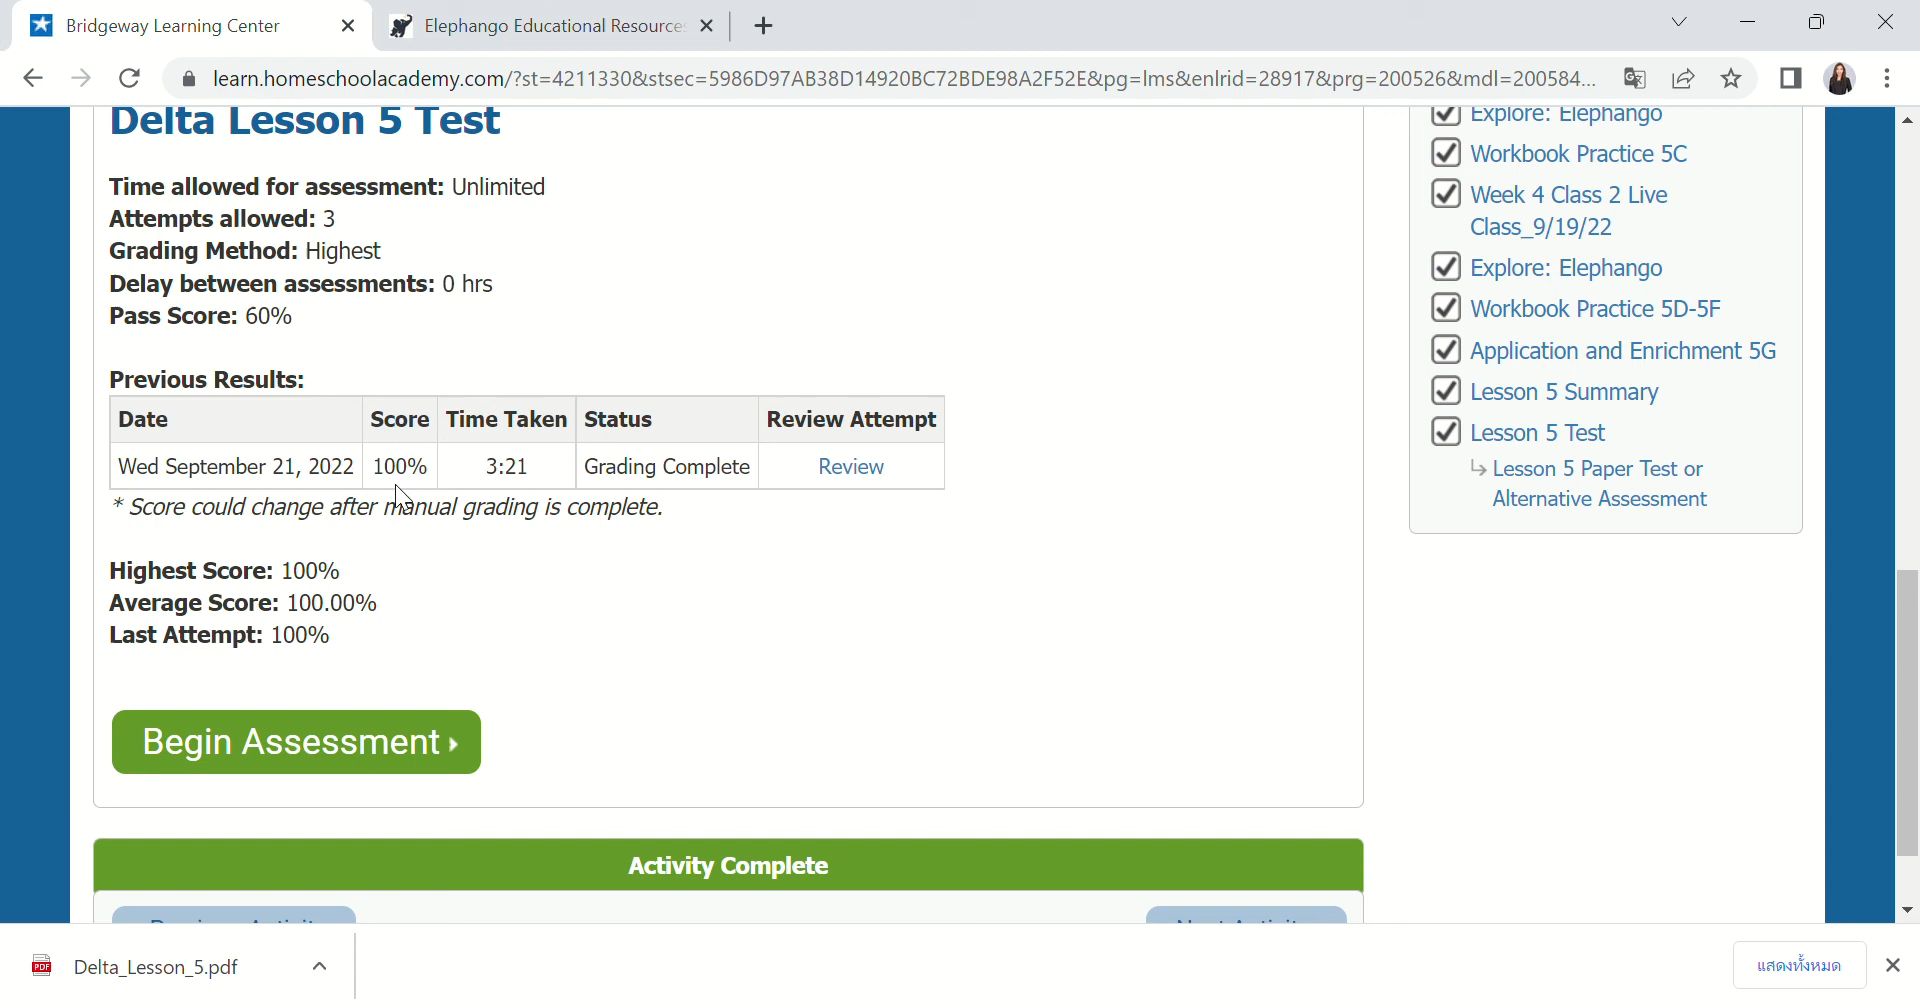 Bridgeway Learning Center
Elephango Educational Resources
learn.homeschoolacademy.com/?st=4211330&stsec=5986D97AB38D14920BC72BDE98A2F52E&pg=lms&enlrid=28917&prg=200526&mdl=200584...
Delta Lesson 5 Test
Time allowed for assessment: Unlimited
Attempts allowed: 3
Grading Method: Highest
Delay between assessments: 0 hrs
Pass Score: 60%
Previous Results:
Date Score Time Taken Status Review Attempt
Wed September 21, 2022 100% 3:21 Grading Complete Review
* Score could change after manual grading is complete.
Highest Score: 100%
Average Score: 100.00%
Last Attempt: 100%
Begin Assessment
Activity Complete
Explore: Elephango
Workbook Practice 5C
Week 4 Class 2 Live
Class_9/19/22
Explore: Elephango
Workbook Practice 5D-5F
Application and Enrichment 5G
Lesson 5 Summary
Lesson 5 Test
Lesson 5 Paper Test or
Alternative Assessment
PDF
Delta_Lesson_5.pdf
แสดงทั้งหมด